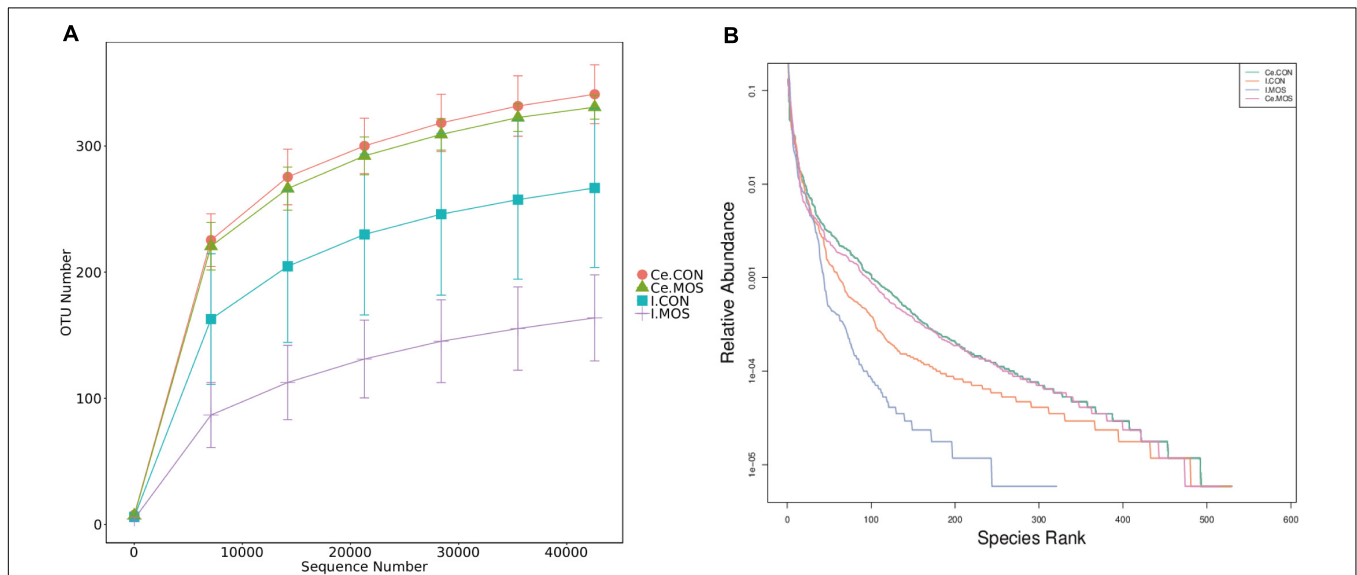 A
OTU Number
300
200
100
0
0 10000 20000 30000 40000
Sequence Number
Ce.CON
Ce.MOS
I.CON
I.MOS
B
Relative Abundance
0.1
0.01
0.001
1e-04
1e-05
0 100 200 300 400 500 600
Species Rank
Ce.CON
I.CON
I.MOS
Ce.MOS